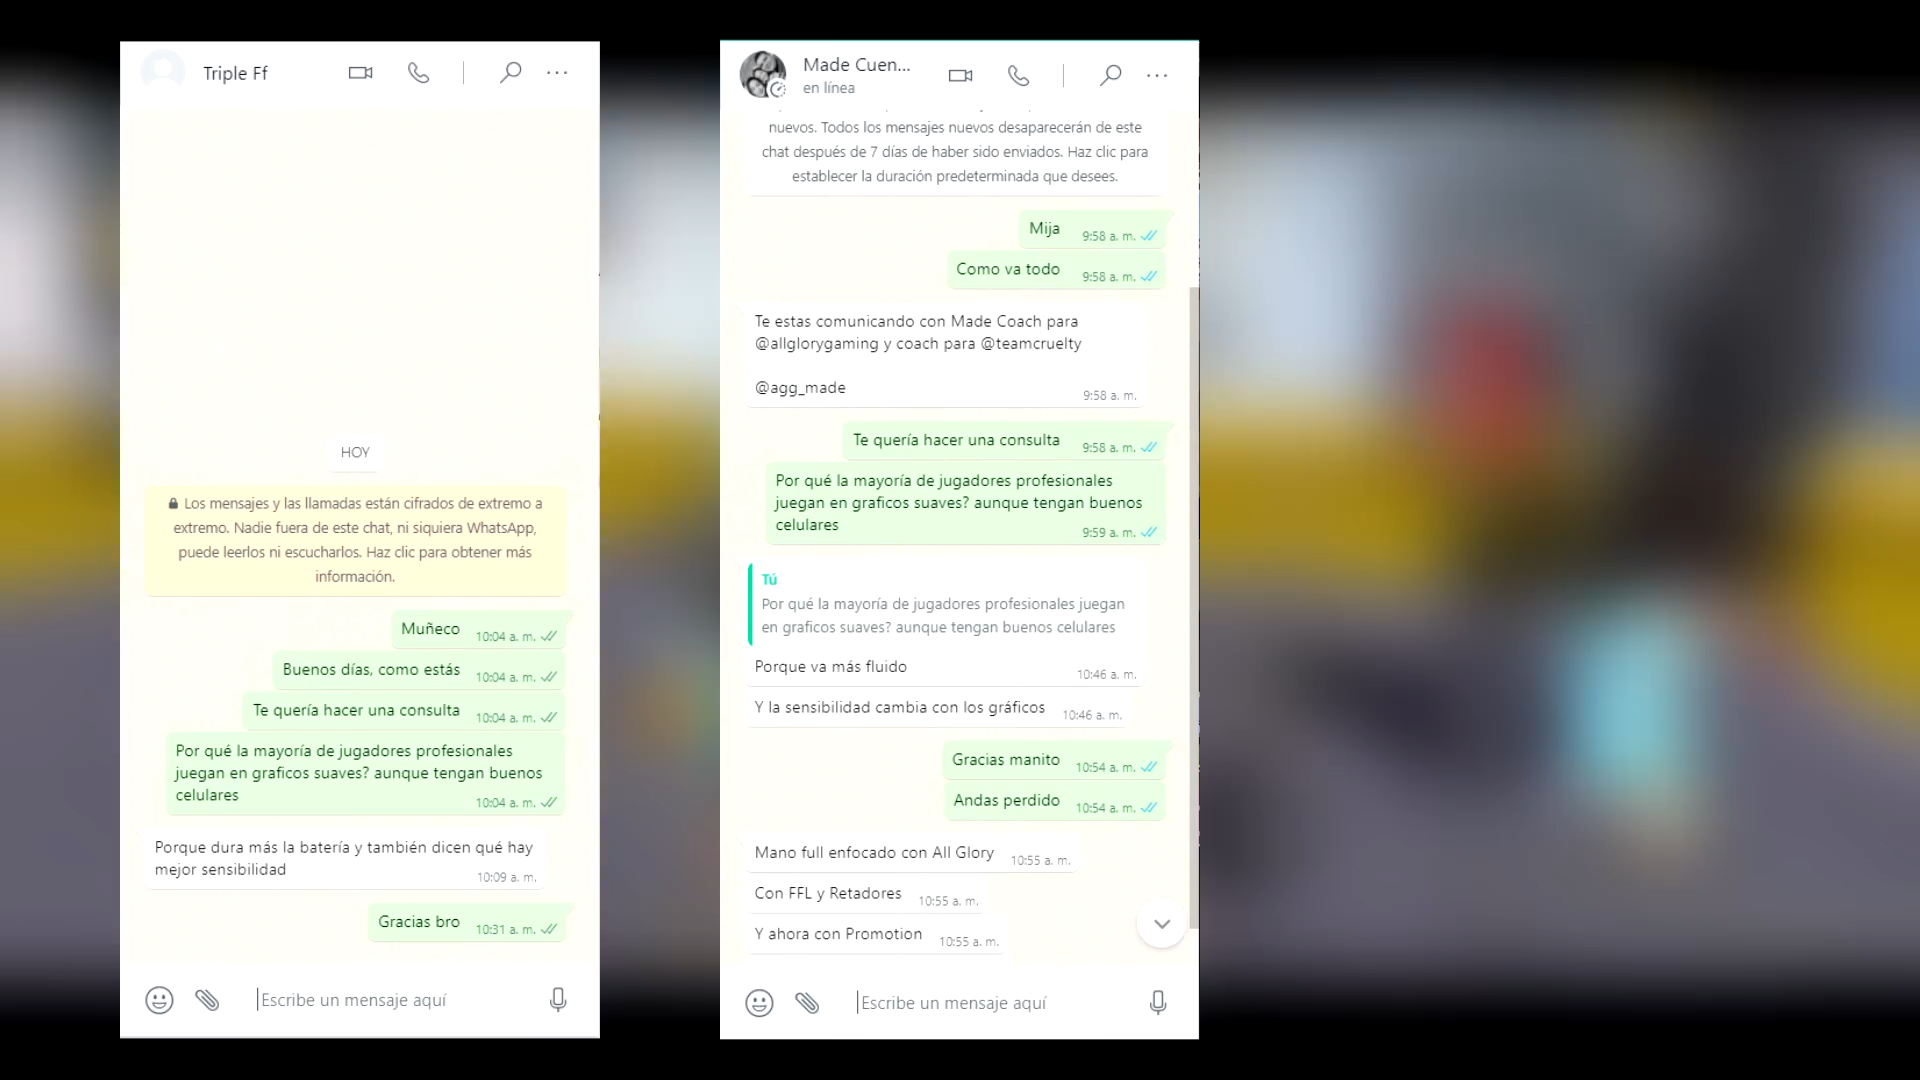 Triple Ff
HOY
Los mensajes y las llamadas están cifrados de extremo a
extremo. Nadie fuera de este chat, ni siquiera WhatsApp,
puede leerlos ni escucharlos. Haz clic para obtener más
información.
Muñeco 10:04 a. m.
Buenos días, como estás 10:04 a. m.
Te quería hacer una consulta 10:04 a. m.
Por qué la mayoría de jugadores profesionales
juegan en graficos suaves? aunque tengan buenos
celulares 10:04 a. m.
Porque dura más la batería y también dicen qué hay
mejor sensibilidad 10:09 a. m.
Gracias bro 10:31 a. m.
Escribe un mensaje aquí
Made Cuen...
en línea
nuevos. Todos los mensajes nuevos desaparecerán de este
chat después de 7 días de haber sido enviados. Haz clic para
establecer la duración predeterminada que desees.
Mija 9:58 a. m.
Como va todo 9:58 a. m.
Te estas comunicando con Made Coach para
@allglorygaming y coach para @teamcruelty
@agg_made 9:58 a. m.
Te quería hacer una consulta 9:58 a. m.
Por qué la mayoría de jugadores profesionales
juegan en graficos suaves? aunque tengan buenos
celulares 9:59 a. m.
Tú
Por qué la mayoría de jugadores profesionales juegan
en graficos suaves? aunque tengan buenos celulares
Porque va más fluido 10:46 a. m.
Y la sensibilidad cambia con los gráficos 10:46 a. m.
Gracias manito 10:54 a. m.
Andas perdido 10:54 a. m.
Mano full enfocado con All Glory 10:55 a. m.
Con FFL y Retadores 10:55 a. m.
Y ahora con Promotion 10:55 a. m.
Escribe un mensaje aquí